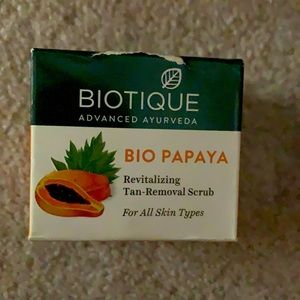 BIOTIQUE
ADVANCED AYURVEDA
BIO PAPAYA
Revitalizing
Tan-Removal Scrub
For All Skin Types